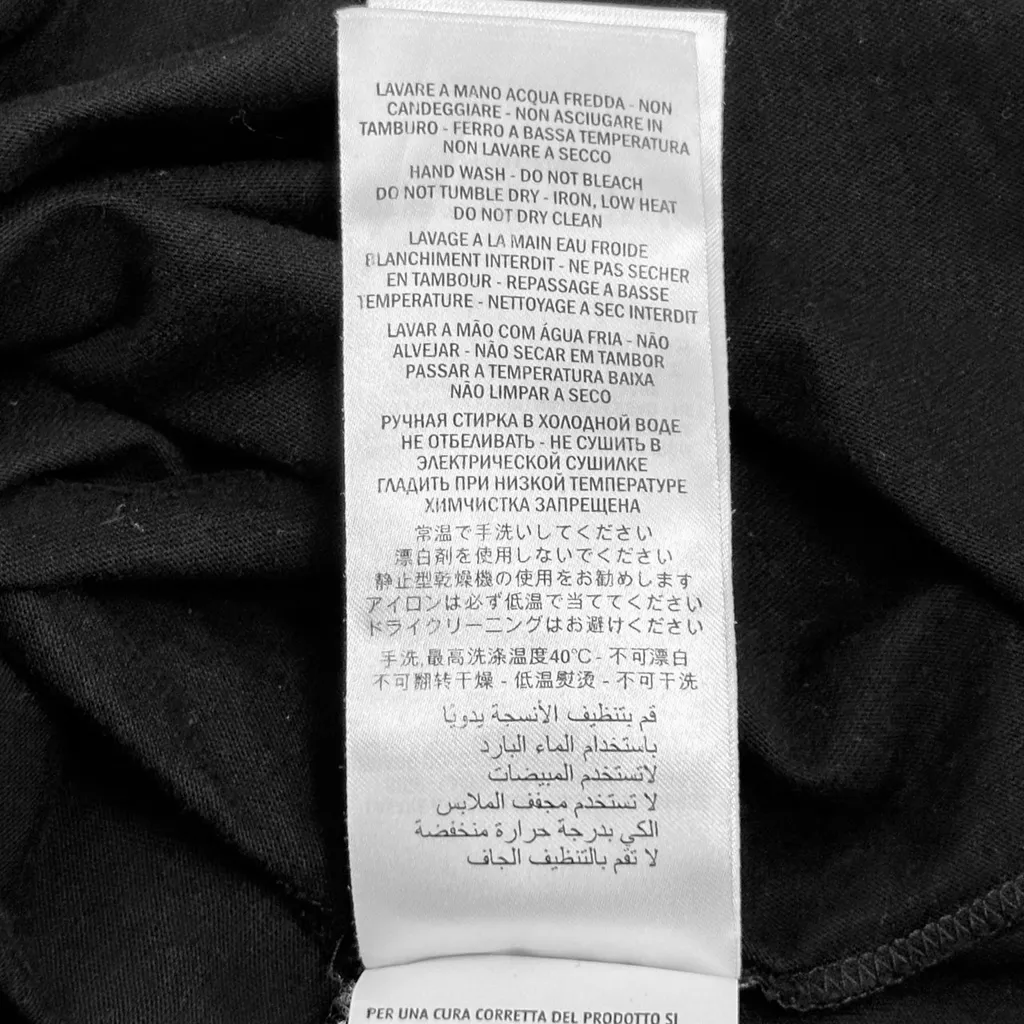 LAVARE A MANO ACQUA FREDDA - NON
CANDEGGIARE - NON ASCIUGARE IN
TAMBURO - FERRO A BASSA TEMPERATURA
NON LAVARE A SECCO
HAND WASH - DO NOT BLEACH
DO NOT TUMBLE DRY - IRON, LOW HEAT
DO NOT DRY CLEAN
LAVAGE A LA MAIN EAU FROIDE
BLANCHIMENT INTERDIT - NE PAS SECHER
EN TAMBOUR - REPASSAGE A BASSE
TEMPERATURE - NETTOYAGE A SEC INTERDIT
LAVAR A MÃO COM ÁGUA FRIA - NÃO
ALVEJAR - NÃO SECAR EM TAMBOR
PASSAR A TEMPERATURA BAIXA
NÃO LIMPAR A SECO
РУЧНАЯ СТИРКА В ХОЛОДНОЙ ВОДЕ
НЕ ОТБЕЛИВАТЬ - НЕ СУШИТЬ В
ЭЛЕКТРИЧЕСКОЙ СУШИЛКЕ
ГЛАДИТЬ ПРИ НИЗКОЙ ТЕМПЕРАТУРЕ
ХИМЧИСТКА ЗАПРЕЩЕНА
常温で手洗いしてください
漂白剤を使用しないでください
静止型乾燥機の使用をお勧めします
アイロンは必ず低温で当ててください
ドライクリーニングはお避けください
手洗,最高洗涤温度40℃ - 不可漂白
不可翻转干燥 - 低温熨烫 - 不可干洗
قم بتنظيف الأنسجة يدويًا
باستخدام الماء البارد
لاتستخدم المبيضات
لا تستخدم مجفف الملابس
الكي بدرجة حرارة منخفضة
لا تقم بالتنظيف الجاف
PER UNA CURA CORRETTA DEL PRODOTTO SI